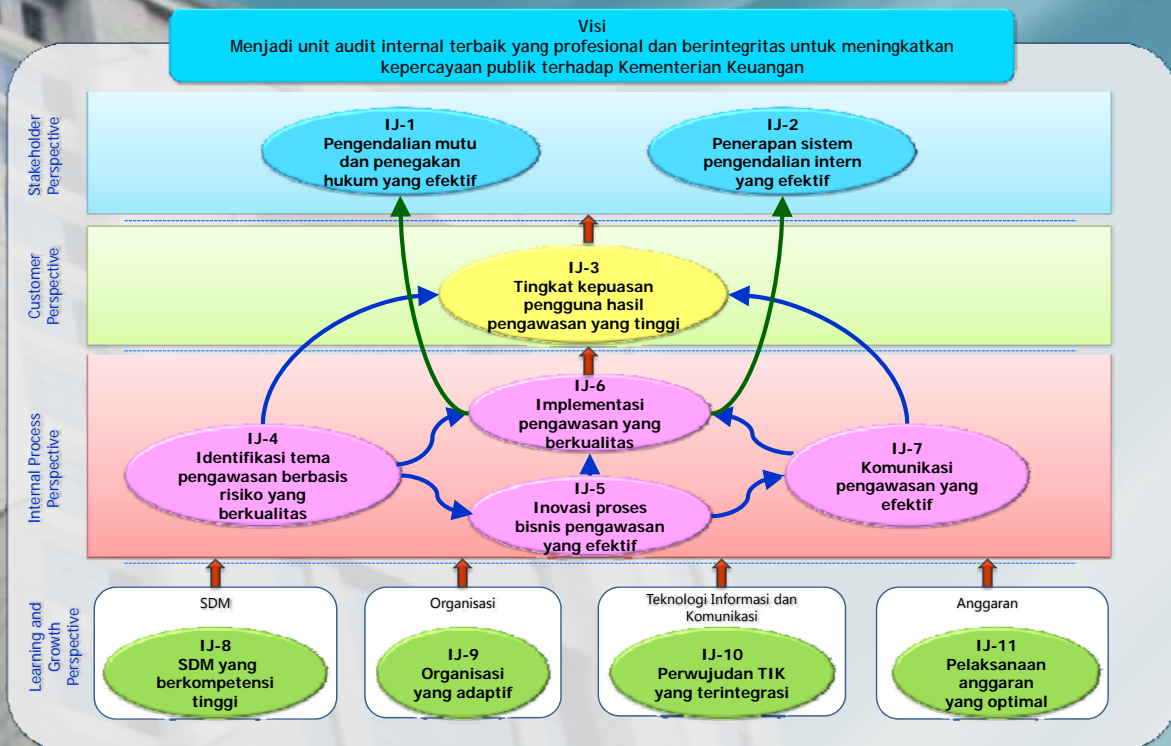 Visi
Menjadi unit audit internal terbaik yang profesional dan berintegritas untuk meningkatkan
kepercayaan publik terhadap Kementerian Keuangan
Stakeholder
Perspective
IJ-1
Pengendalian mutu
dan penegakan
hukum yang efektif
IJ-2
Penerapan sistem
pengendalian intern
yang efektif
Customer
Perspective
IJ-3
Tingkat kepuasan
pengguna hasil
pengawasan yang tinggi
Internal Process
Perspective
IJ-4
Identifikasi tema
pengawasan berbasis
risiko yang
berkualitas
IJ-6
Implementasi
pengawasan yang
berkualitas
IJ-5
Inovasi proses
bisnis pengawasan
yang efektif
IJ-7
Komunikasi
pengawasan yang
efektif
Learning and
Growth
Perspective
SDM
IJ-8
SDM yang
berkompetensi
tinggi
Organisasi
IJ-9
Organisasi
yang adaptif
Teknologi Informasi dan
Komunikasi
IJ-10
Perwujudan TIK
yang terintegrasi
Anggaran
IJ-11
Pelaksanaan
anggaran
yang optimal